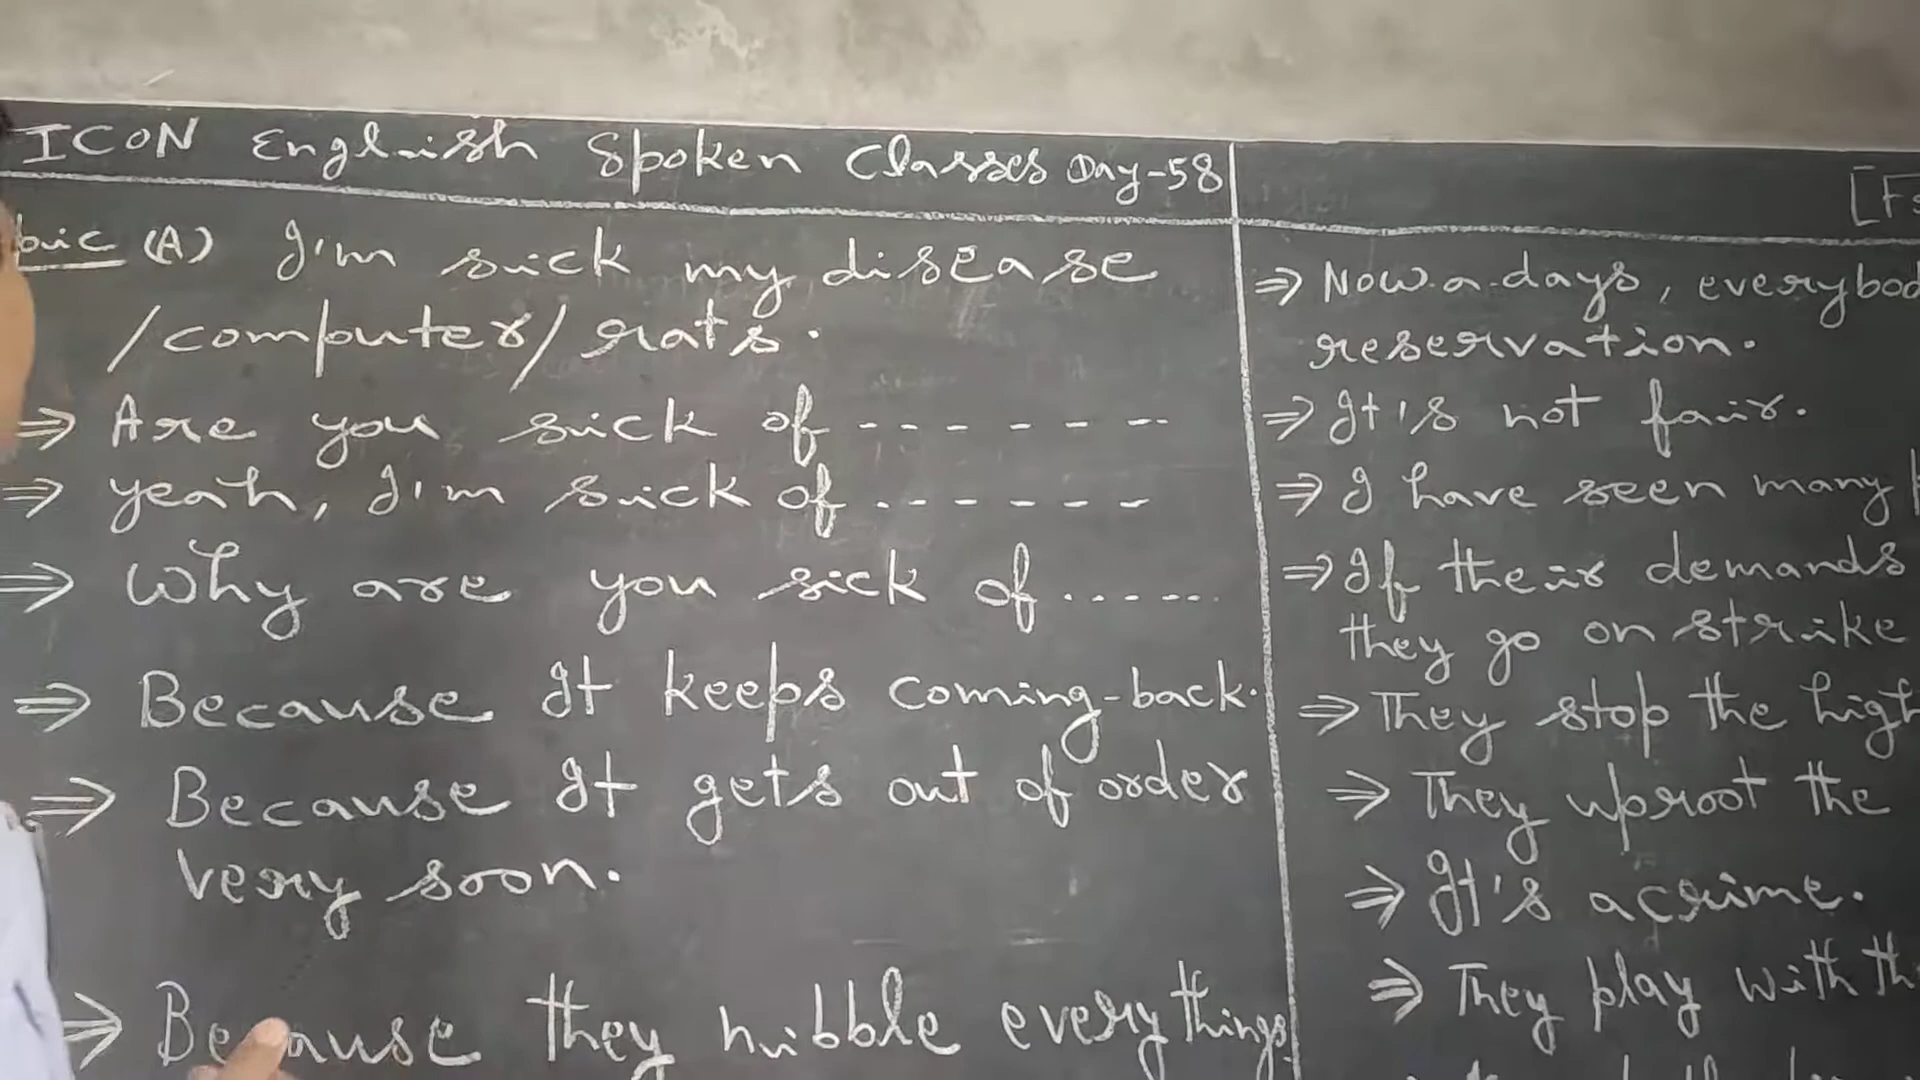 ICON English Spoken Classes Day-58
(A) I'm sick my disease
/computer/rats.
⇒ Are you sick of -------
⇒ yeah, I'm sick of ------
⇒ Why are you sick of ......
⇒ Because It keeps coming-back.
⇒ Because It gets out of order
very soon.
⇒ Because they nibble everythings.
⇒ Now-a-days,
reservation.
⇒ It's not fair.
⇒ I have seen many
⇒ If their demands
they go on strike
⇒ They stop the
⇒ They uproot the
⇒ It's a crime.
⇒ They play with